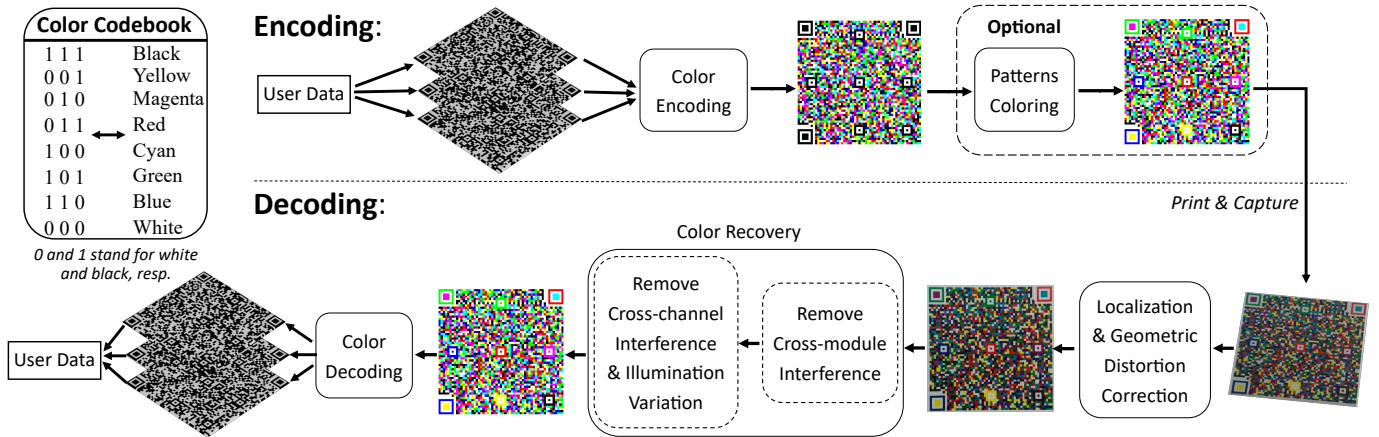 Color Codebook
1 1 1 Black
0 0 1 Yellow
0 1 0 Magenta
0 1 1 Red
1 0 0 Cyan
1 0 1 Green
1 1 0 Blue
0 0 0 White
0 and 1 stand for white
and black, resp.
Encoding:
User Data
Color
Encoding
Optional
Patterns
Coloring
Print & Capture
Decoding:
Localization
& Geometric
Distortion
Correction
Color Recovery
Remove
Cross-module
Interference
Remove
Cross-channel
Interference
& Illumination
Variation
Color
Decoding
User Data